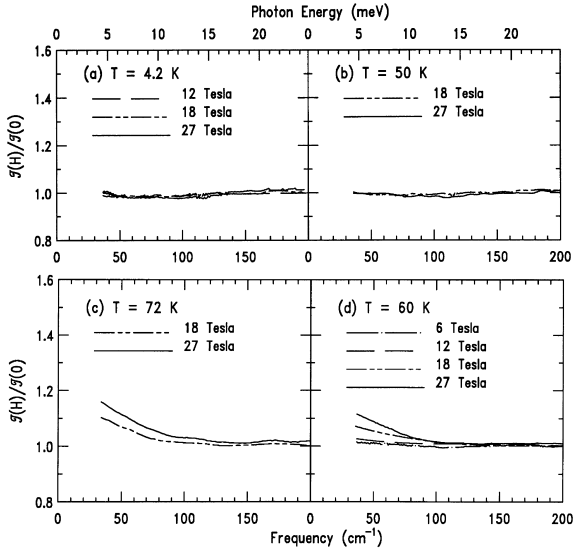 Photon Energy (meV)
0 5 10 15 0 5 10 15 20
1.6
(a) T = 4.2 K
12 Tesla
18 Tesla
27 Tesla
(b) T = 50 K
18 Tesla
27 Tesla
1.4
1.2
1.0
0.8
𝒯(H)/𝒯(0)
1.6
(c) T = 72 K
18 Tesla
27 Tesla
(d) T = 60 K
6 Tesla
12 Tesla
18 Tesla
27 Tesla
1.4
1.2
1.0
0.8
𝒯(H)/𝒯(0)
0 50 100 150 0 50 100 150 200
0 50 100 150 0 50 100 150 200
Frequency (cm⁻¹)